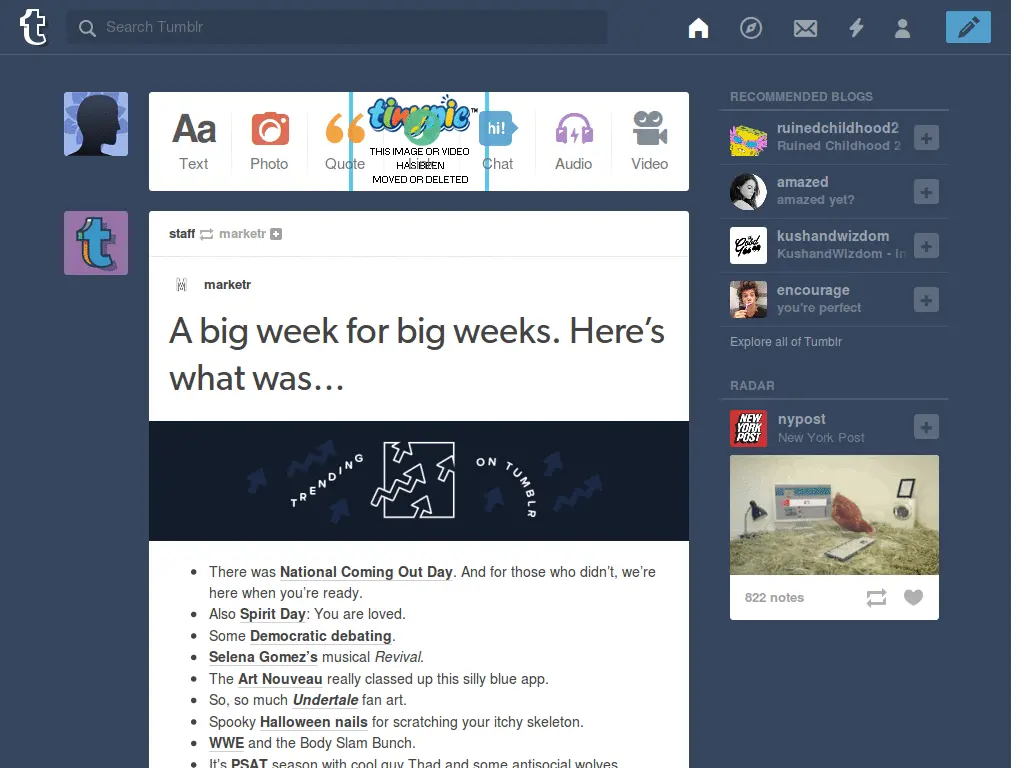 t
Search Tumblr
tinypic™
Aa
hi!
THIS IMAGE OR VIDEO
HAS BEEN
MOVED OR DELETED
Text
Photo
Quote
Link
Chat
Audio
Video
t
staff marketr
marketr
A big week for big weeks. Here’s
what was…
TRENDING ON TUMBLR
There was National Coming Out Day. And for those who didn’t, we’re
here when you’re ready.
Also Spirit Day: You are loved.
Some Democratic debating.
Selena Gomez’s musical Revival.
The Art Nouveau really classed up this silly blue app.
So, so much Undertale fan art.
Spooky Halloween nails for scratching your itchy skeleton.
WWE and the Body Slam Bunch.
It’s PSAT season with cool guy Thad and some antisocial wolves.
RECOMMENDED BLOGS
ruinedchildhood2
Ruined Childhood 2
amazed
amazed yet?
kushandwizdom
KushandWizdom - In
encourage
you’re perfect
Explore all of Tumblr
RADAR
NEW
YORK
POST
nypost
New York Post
822 notes